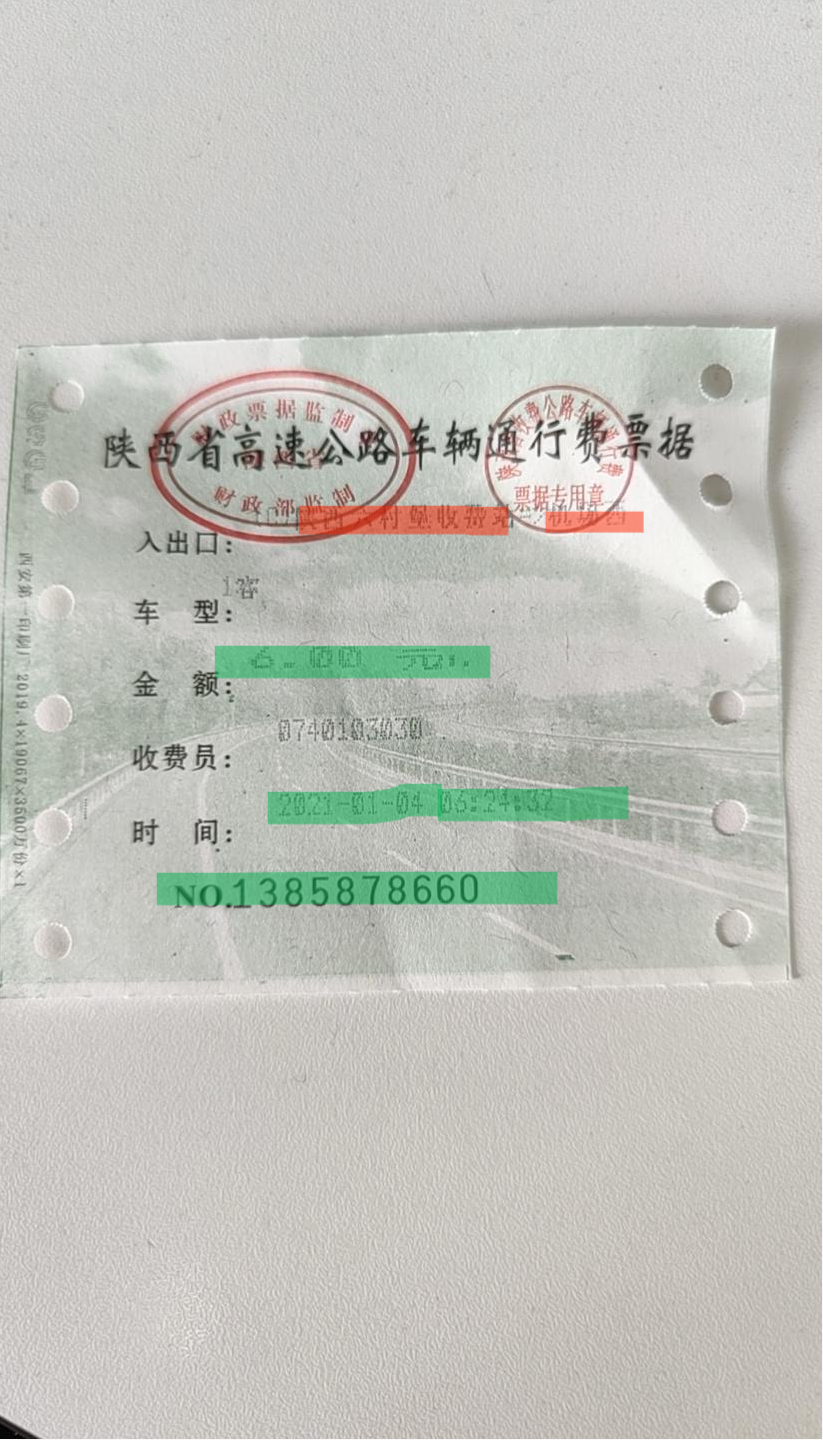 陕西省高速公路车辆通行费票据
财政票据监制
财政部监制
票据专用章
陕西六村堡收费站->机场西
入出口：
1客
车 型：
6.00 元
金 额：
0740103030
收费员：
2021-01-04 06:24:32
时 间：
NO.1385878660
西安第一印刷厂 2019.4×19067×3600万份×1